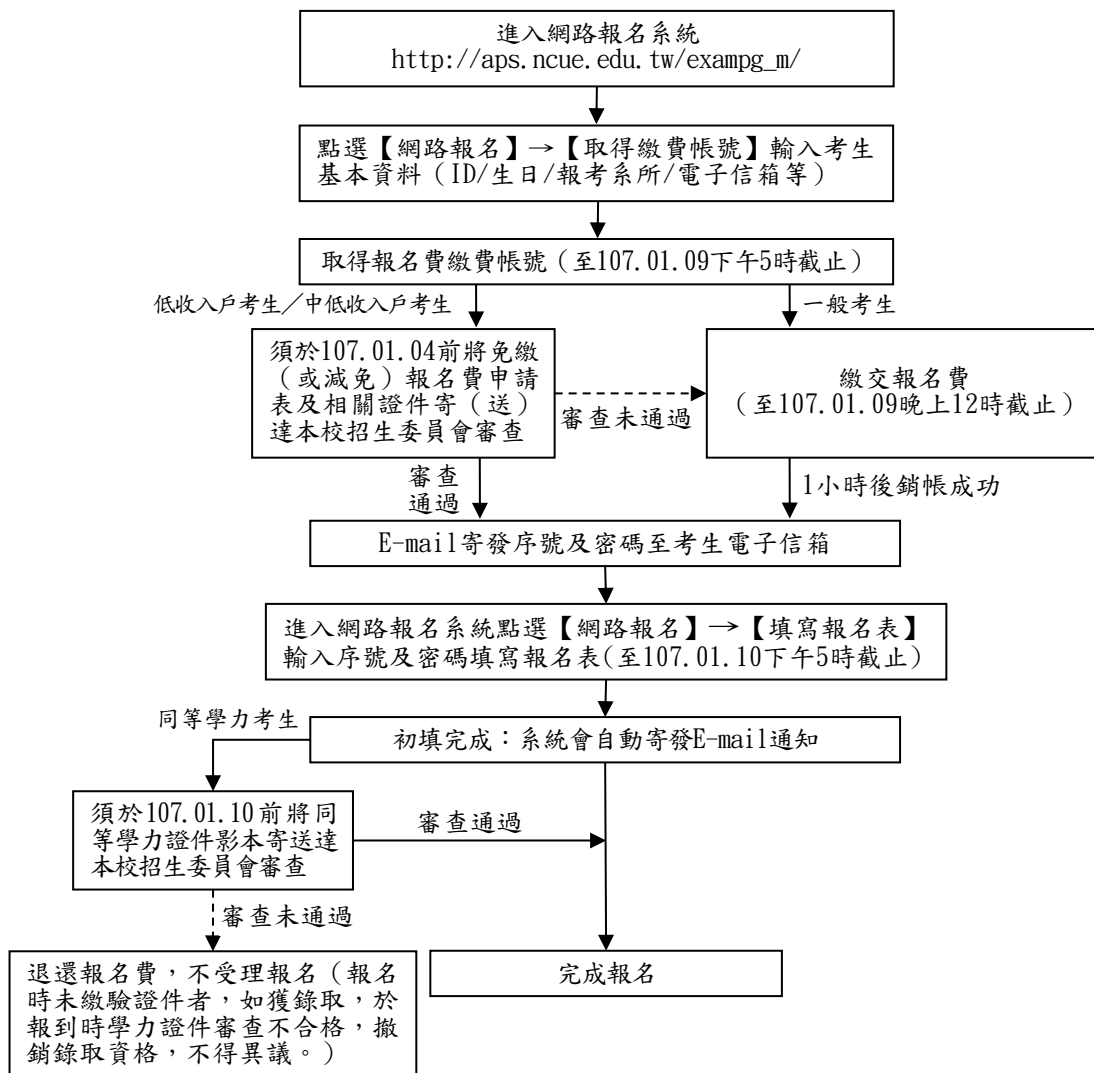 進入網路報名系統
http://aps.ncue.edu.tw/exampg_m/
點選【網路報名】→【取得繳費帳號】輸入考生
基本資料（ID/生日/報考系所/電子信箱等）
取得報名費繳費帳號（至107.01.09下午5時截止）
低收入戶考生／中低收入戶考生
一般考生
須於107.01.04前將免繳
（或減免）報名費申請
表及相關證件寄（送）
達本校招生委員會審查
審查未通過
繳交報名費
（至107.01.09晚上12時截止）
審查
通過
1小時後銷帳成功
E-mail寄發序號及密碼至考生電子信箱
進入網路報名系統點選【網路報名】→【填寫報名表】
輸入序號及密碼填寫報名表(至107.01.10下午5時截止)
同等學力考生
初填完成：系統會自動寄發E-mail通知
須於107.01.10前將同
等學力證件影本寄送達
本校招生委員會審查
審查通過
審查未通過
退還報名費，不受理報名（報名
時未繳驗證件者，如獲錄取，於
報到時學力證件審查不合格，撤
銷錄取資格，不得異議。）
完成報名